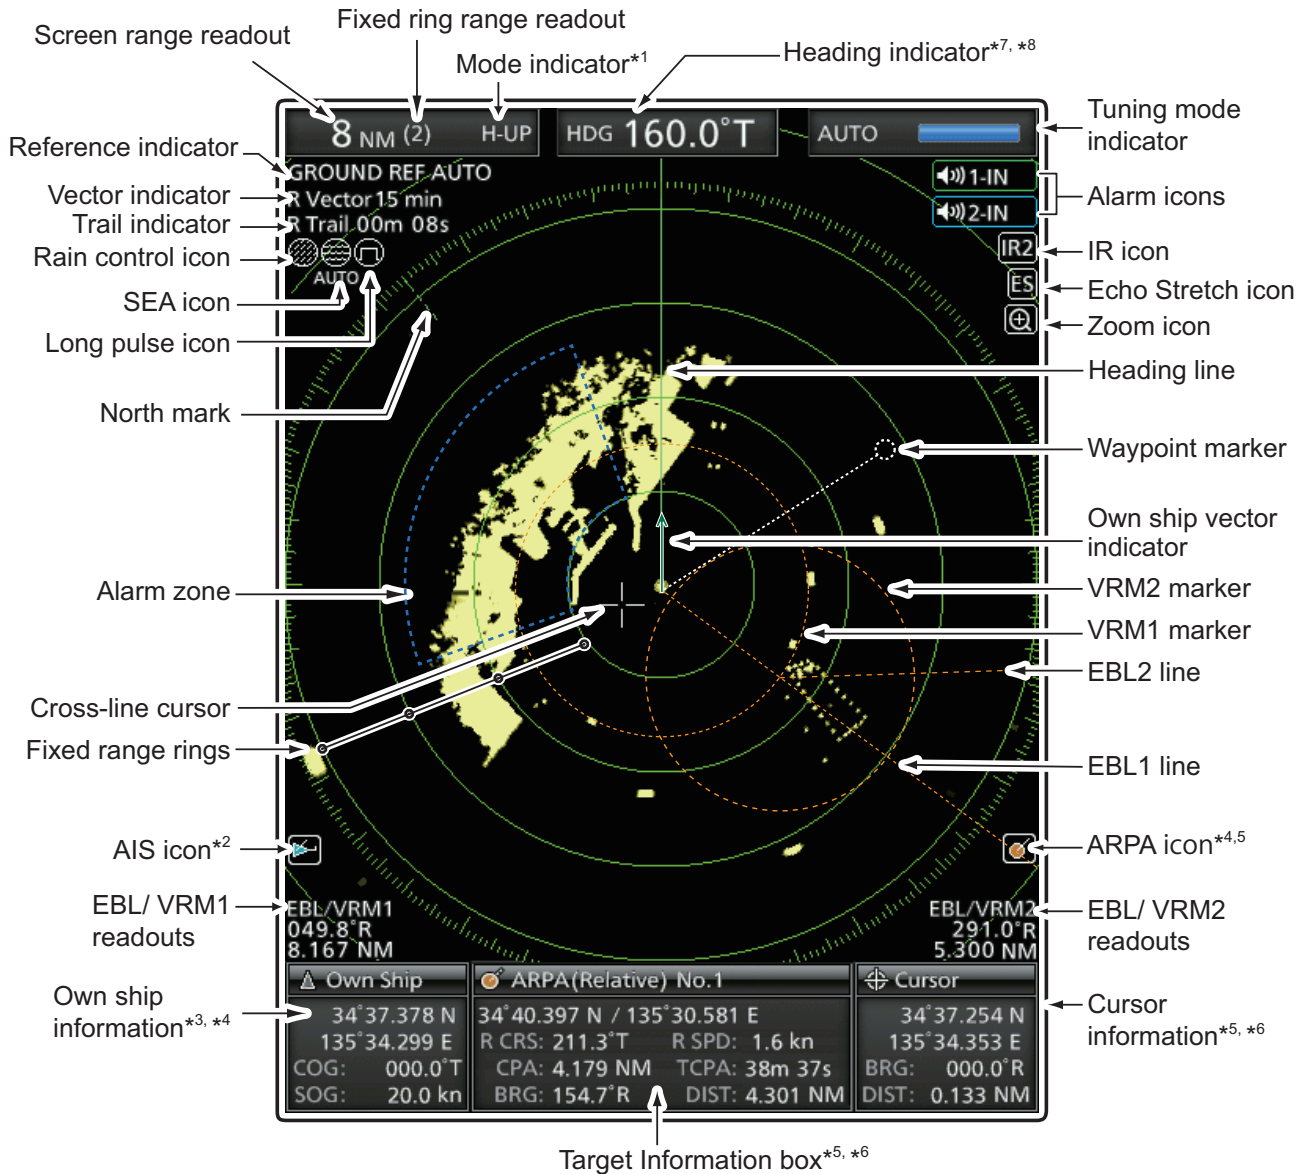 Screen range readout
Fixed ring range readout
Mode indicator*1
Heading indicator*7, *8
Tuning mode
indicator
Reference indicator
Vector indicator
Trail indicator
Rain control icon
SEA icon
Long pulse icon
North mark
Alarm zone
Cross-line cursor
Fixed range rings
AIS icon*2
EBL/ VRM1
readouts
Own ship
information*3, *4
8 NM (2) H-UP
HDG 160.0°T
AUTO
GROUND REF AUTO
R Vector 15 min
R Trail 00m 08s
AUTO
1-IN
2-IN
IR2
ES
Alarm icons
IR icon
Echo Stretch icon
Zoom icon
Heading line
Waypoint marker
Own ship vector
indicator
VRM2 marker
VRM1 marker
EBL2 line
EBL1 line
ARPA icon*4,5
EBL/ VRM2
readouts
Cursor
information*5, *6
EBL/VRM1
049.8°R
8.167 NM
EBL/VRM2
291.0°R
5.300 NM
Own Ship
34°37.378 N
135°34.299 E
COG: 000.0°T
SOG: 20.0 kn
ARPA(Relative) No.1
34°40.397 N / 135°30.581 E
R CRS: 211.3°T R SPD: 1.6 kn
CPA: 4.179 NM TCPA: 38m 37s
BRG: 154.7°R DIST: 4.301 NM
Cursor
34°37.254 N
135°34.353 E
BRG: 000.0°R
DIST: 0.133 NM
Target Information box*5, *6